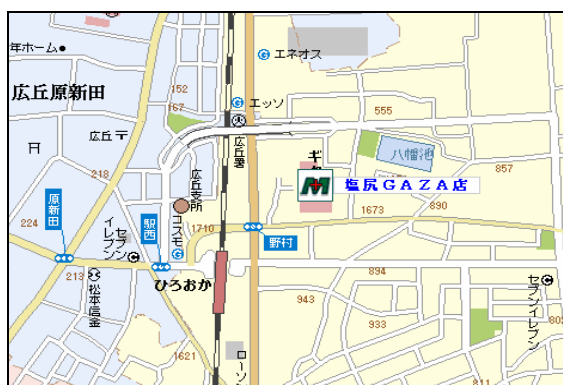 年ホーム
エネオス
広丘原新田
152
167
エッソ
555
広丘〒
広丘署
八幡池
857
218
塩尻ＧＡＺＡ店
広丘支所
890
原新田
224
駅西
コスモ
1710
1673
野村
セブン
イレブン
213
松本信金
ひろおか
894
セブンイレブン
943
933
802
811
1621
ローソ